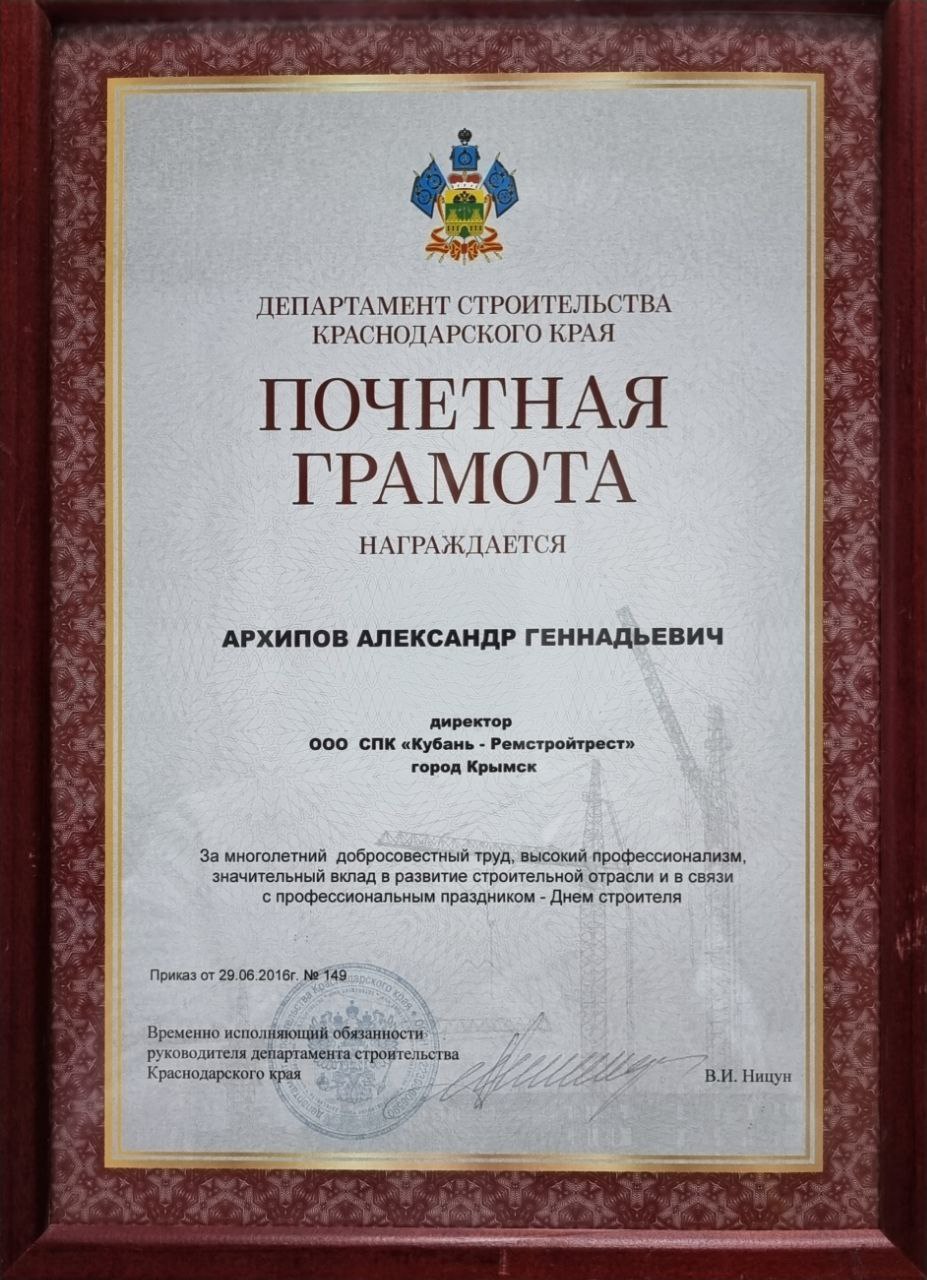 ДЕПАРТАМЕНТ СТРОИТЕЛЬСТВА
КРАСНОДАРСКОГО КРАЯ
ПОЧЕТНАЯ
ГРАМОТА
НАГРАЖДАЕТСЯ
АРХИПОВ АЛЕКСАНДР ГЕННАДЬЕВИЧ
директор
ООО СПК «Кубань - Ремстройтрест»
город Крымск
За многолетний добросовестный труд, высокий профессионализм,
значительный вклад в развитие строительной отрасли и в связи
с профессиональным праздником - Днем строителя
Приказ от 29.06.2016г. № 149
Временно исполняющий обязанности
руководителя департамента строительства
Краснодарского края
В.И. Ницун